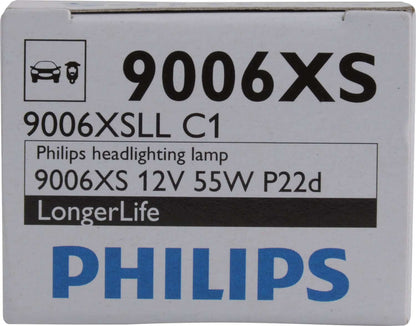 9006XS
9006XSLL C1
Philips headlighting lamp
9006XS 12V 55W P22d
LongerLife
PHILIPS